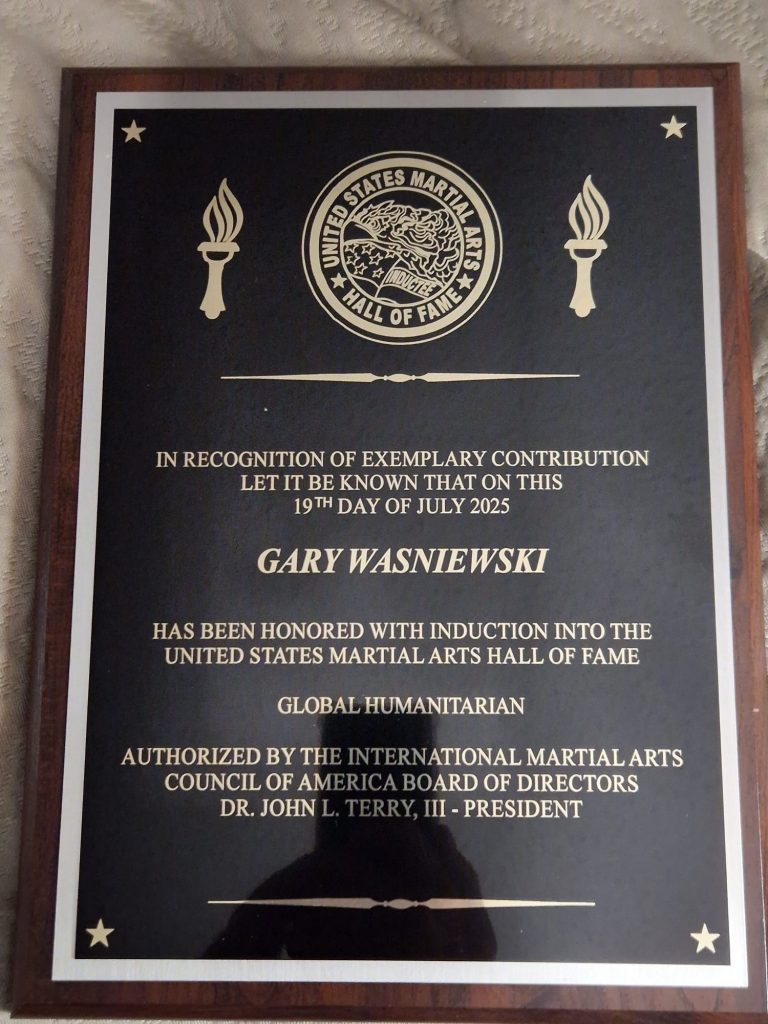 UNITED STATES MARTIAL ARTS
INDUCTEE
HALL OF FAME
IN RECOGNITION OF EXEMPLARY CONTRIBUTION
LET IT BE KNOWN THAT ON THIS
19TH DAY OF JULY 2025
GARY WASNIEWSKI
HAS BEEN HONORED WITH INDUCTION INTO THE
UNITED STATES MARTIAL ARTS HALL OF FAME
GLOBAL HUMANITARIAN
AUTHORIZED BY THE INTERNATIONAL MARTIAL ARTS
COUNCIL OF AMERICA BOARD OF DIRECTORS
DR. JOHN L. TERRY, III - PRESIDENT